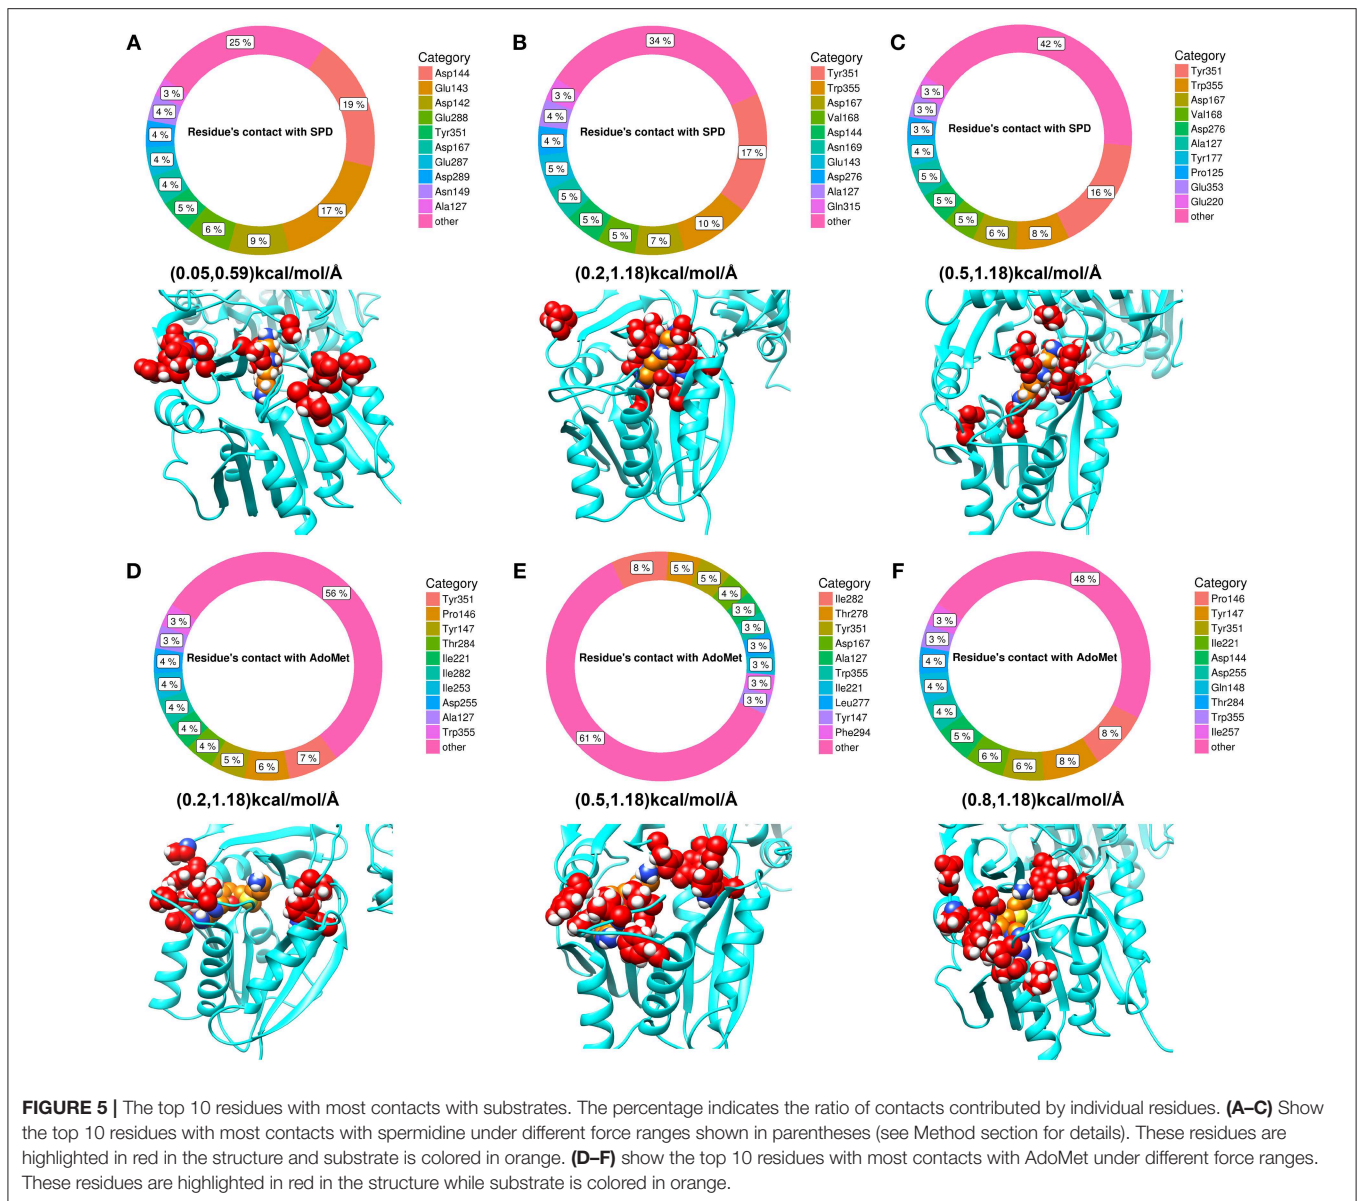 A
25 %
19 %
17 %
9 %
6 %
5 %
4 %
4 %
4 %
4 %
3 %
Residue's contact with SPD
Category
Asp144
Glu143
Asp142
Glu288
Tyr351
Asp167
Glu287
Asp289
Asn149
Ala127
other
(0.05,0.59)kcal/mol/Å
B
34 %
17 %
10 %
7 %
5 %
5 %
5 %
5 %
4 %
4 %
3 %
Residue's contact with SPD
Category
Tyr351
Trp355
Asp167
Val168
Asp144
Asn169
Glu143
Asp276
Ala127
Gln315
other
(0.2,1.18)kcal/mol/Å
C
42 %
16 %
8 %
6 %
5 %
5 %
5 %
4 %
3 %
3 %
3 %
Residue's contact with SPD
Category
Tyr351
Trp355
Asp167
Val168
Asp276
Ala127
Tyr177
Pro125
Glu353
Glu220
other
(0.5,1.18)kcal/mol/Å
D
56 %
7 %
6 %
5 %
4 %
4 %
4 %
4 %
4 %
3 %
3 %
Residue's contact with AdoMet
Category
Tyr351
Pro146
Tyr147
Thr284
Ile221
Ile282
Ile253
Asp255
Ala127
Trp355
other
(0.2,1.18)kcal/mol/Å
E
8 %
5 %
5 %
4 %
3 %
3 %
3 %
3 %
3 %
3 %
61 %
Residue's contact with AdoMet
Category
Ile282
Thr278
Tyr351
Asp167
Ala127
Trp355
Ile221
Leu277
Tyr147
Phe294
other
(0.5,1.18)kcal/mol/Å
F
48 %
8 %
8 %
6 %
6 %
5 %
4 %
4 %
4 %
3 %
3 %
Residue's contact with AdoMet
Category
Pro146
Tyr147
Tyr351
Ile221
Asp144
Asp255
Gln148
Thr284
Trp355
Ile257
other
(0.8,1.18)kcal/mol/Å
FIGURE 5 | The top 10 residues with most contacts with substrates. The percentage indicates the ratio of contacts contributed by individual residues. (A–C) Show
the top 10 residues with most contacts with spermidine under different force ranges shown in parentheses (see Method section for details). These residues are
highlighted in red in the structure and substrate is colored in orange. (D–F) show the top 10 residues with most contacts with AdoMet under different force ranges.
These residues are highlighted in red in the structure while substrate is colored in orange.